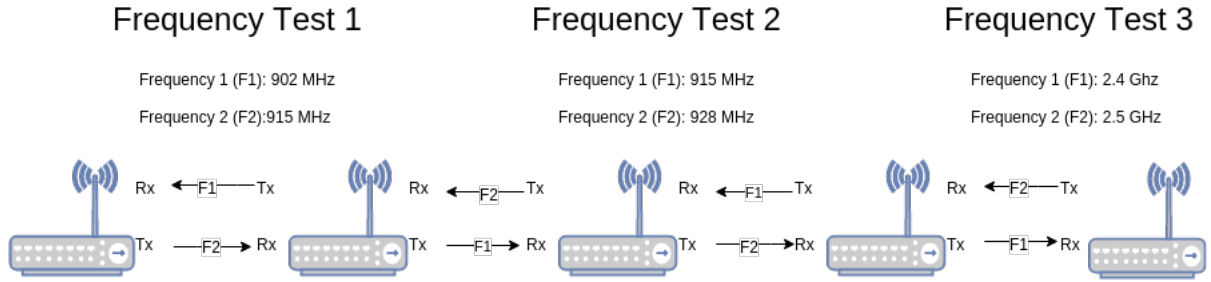 Frequency Test 1
Frequency Test 2
Frequency Test 3
Frequency 1 (F1): 902 MHz
Frequency 1 (F1): 915 MHz
Frequency 1 (F1): 2.4 Ghz
Frequency 2 (F2):915 MHz
Frequency 2 (F2): 928 MHz
Frequency 2 (F2): 2.5 GHz
Rx F1 Tx Rx F2 Tx Rx F1 Tx Rx F2 Tx
Tx F2 Rx Tx F1 Rx Tx F2 Rx Tx F1 Rx